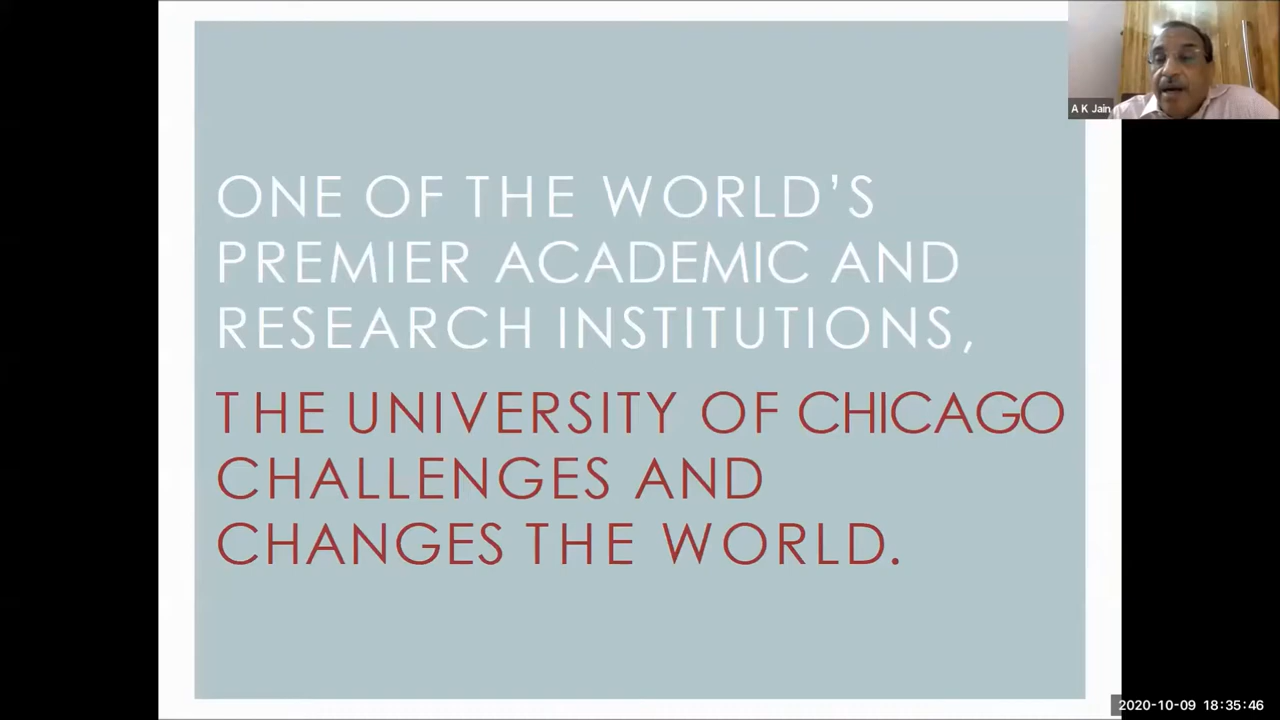 ONE OF THE WORLD’S
PREMIER ACADEMIC AND
RESEARCH INSTITUTIONS,
THE UNIVERSITY OF CHICAGO
CHALLENGES AND
CHANGES THE WORLD.
A K Jain
2020-10-09 18:35:46